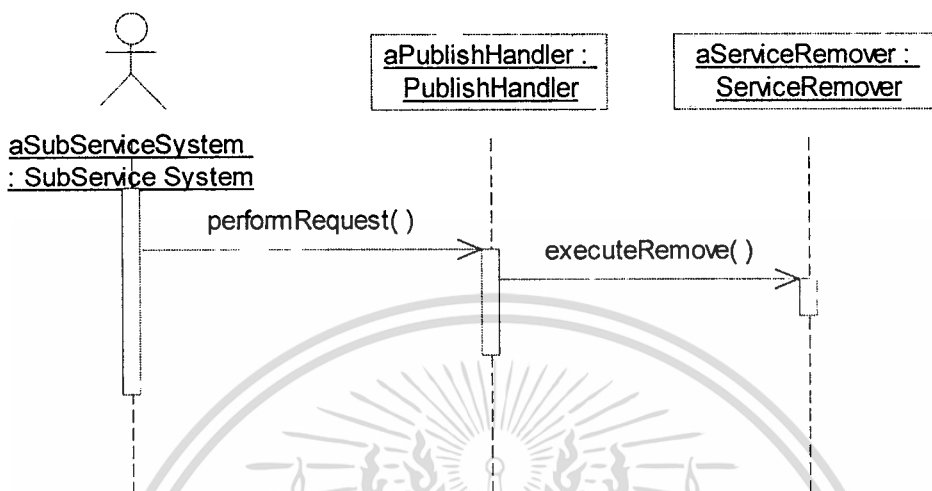 aPublishHandler :
PublishHandler
aServiceRemover :
ServiceRemover
aSubServiceSystem
: SubService System
performRequest( )
executeRemove( )